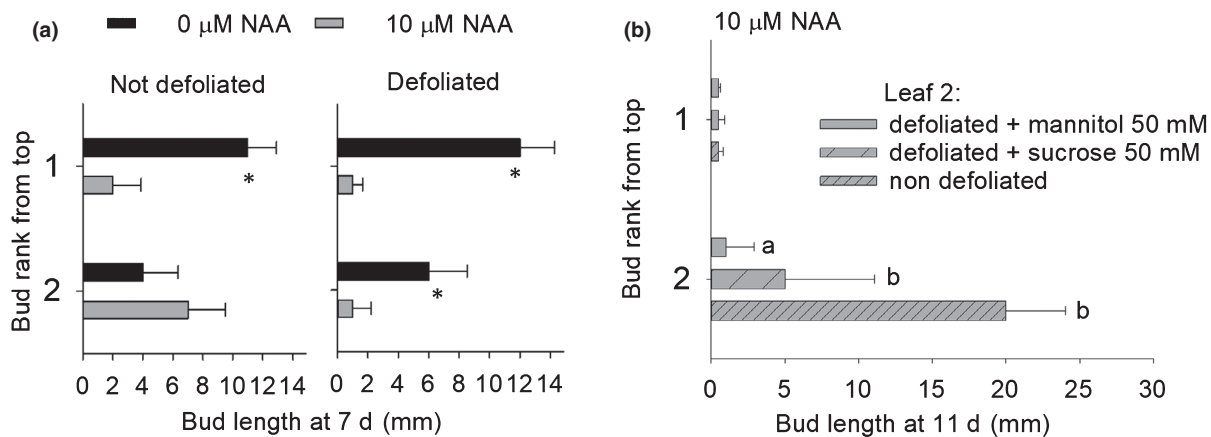 (a) 0 μM NAA 10 μM NAA
Not defoliated
Defoliated
Bud rank from top
1
2
*
*
*
0 2 4 6 8 10 12 14
0 2 4 6 8 10 12 14
Bud length at 7 d (mm)
(b) 10 μM NAA
Leaf 2:
defoliated + mannitol 50 mM
defoliated + sucrose 50 mM
non defoliated
Bud rank from top
1
2
a
b
b
0 5 10 15 20 25 30
Bud length at 11 d (mm)